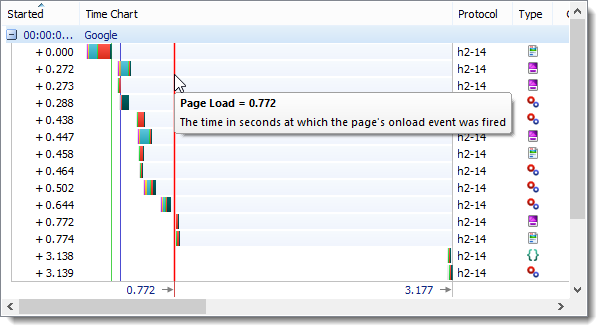 Started Time Chart Protocol Type
00:00:0... Google
+ 0.000 h2-14
+ 0.272 h2-14
+ 0.273 h2-14
+ 0.288 h2-14
Page Load = 0.772
The time in seconds at which the page's onload event was fired
+ 0.438
+ 0.447 h2-14
+ 0.458 h2-14
+ 0.464 h2-14
+ 0.502 h2-14
+ 0.644 h2-14
+ 0.772 h2-14
+ 0.774 h2-14
+ 3.138 h2-14
+ 3.139 h2-14
0.772 3.177